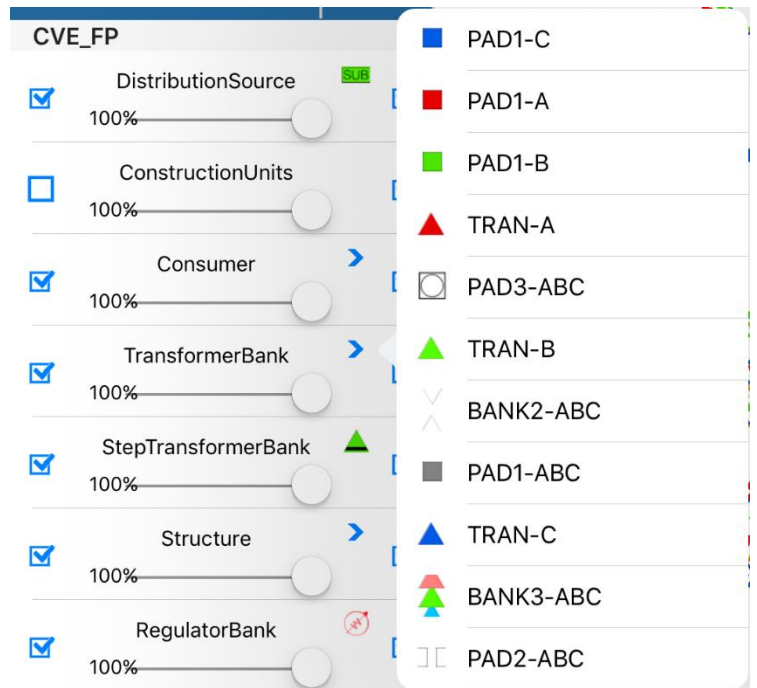 CVE_FP
DistributionSource
SUB
100%
ConstructionUnits
100%
Consumer
100%
TransformerBank
100%
StepTransformerBank
100%
Structure
100%
RegulatorBank
100%
PAD1-C
PAD1-A
PAD1-B
TRAN-A
PAD3-ABC
TRAN-B
BANK2-ABC
PAD1-ABC
TRAN-C
BANK3-ABC
PAD2-ABC